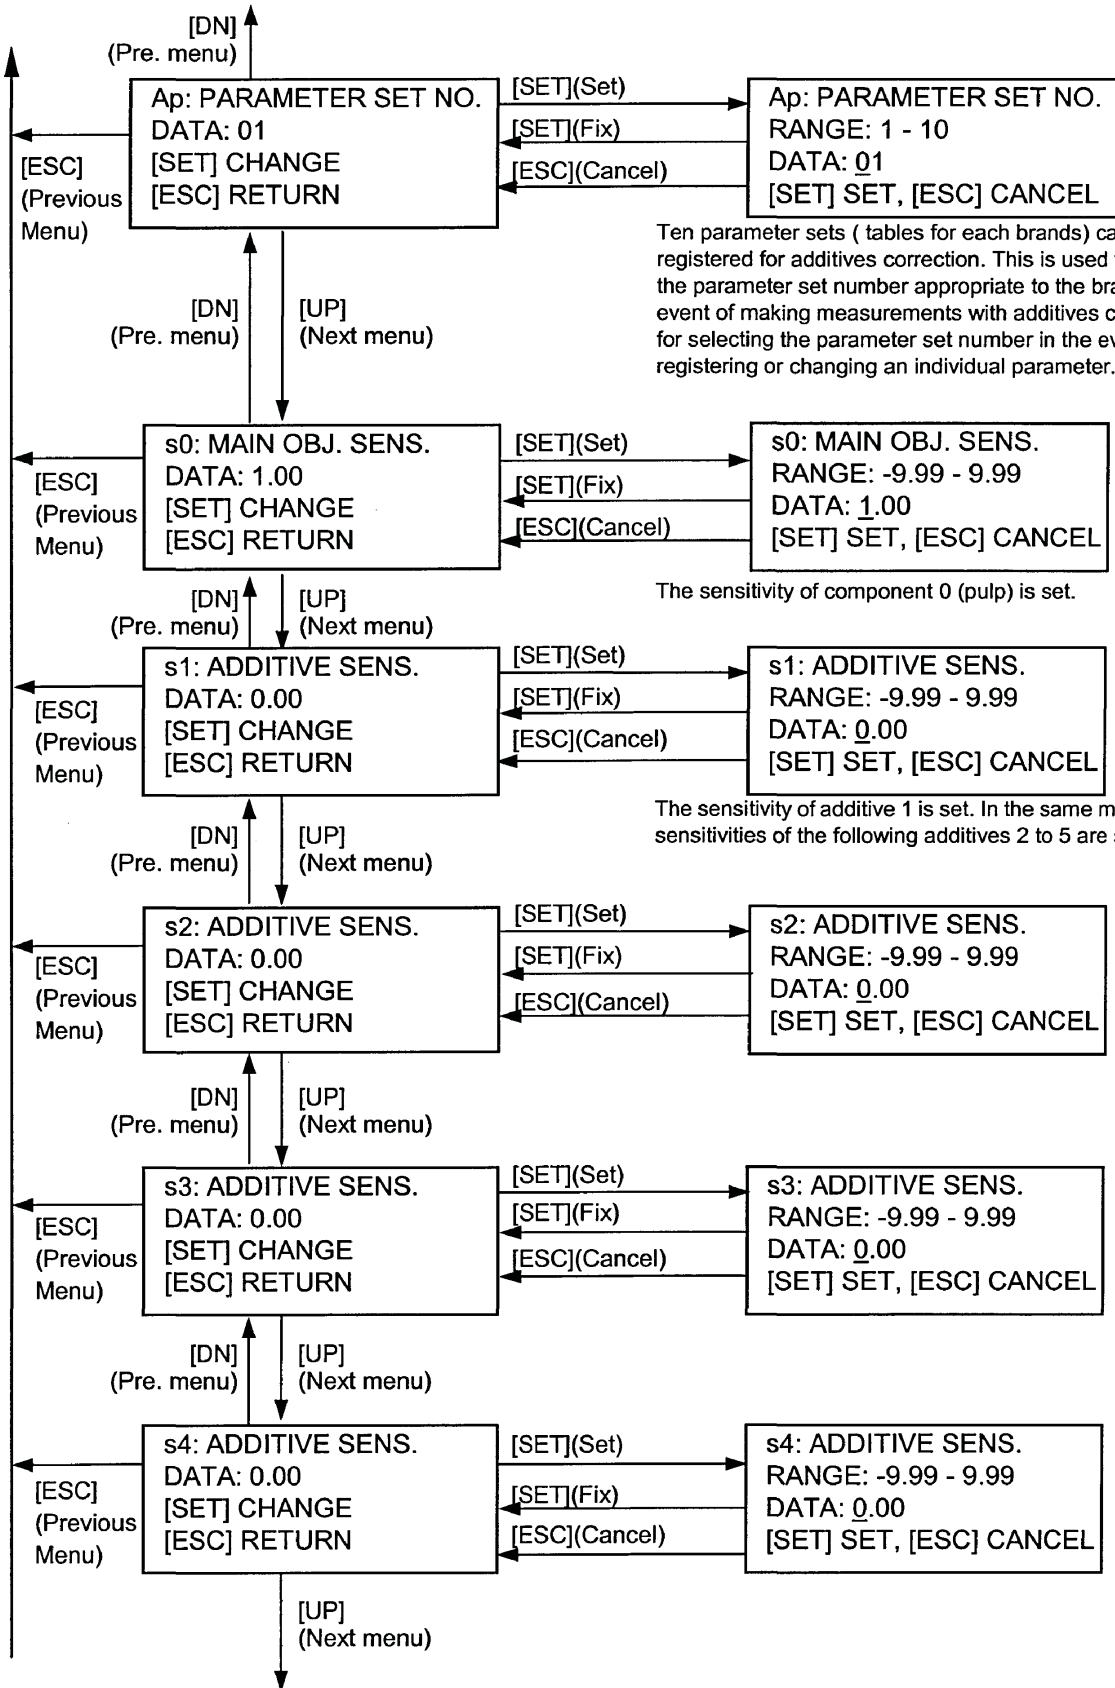 [DN]
(Pre. menu)
Ap: PARAMETER SET NO.
DATA: 01
[SET] CHANGE
[ESC] RETURN
[SET](Set)
[SET](Fix)
[ESC](Cancel)
Ap: PARAMETER SET NO.
RANGE: 1 - 10
DATA: 01
[SET] SET, [ESC] CANCEL
[ESC]
(Previous
Menu)
Ten parameter sets ( tables for each brands) ca
registered for additives correction. This is used
the parameter set number appropriate to the bra
event of making measurements with additives c
for selecting the parameter set number in the ev
registering or changing an individual parameter.
[DN]
(Pre. menu)
[UP]
(Next menu)
s0: MAIN OBJ. SENS.
DATA: 1.00
[SET] CHANGE
[ESC] RETURN
[SET](Set)
[SET](Fix)
[ESC](Cancel)
s0: MAIN OBJ. SENS.
RANGE: -9.99 - 9.99
DATA: 1.00
[SET] SET, [ESC] CANCEL
[ESC]
(Previous
Menu)
The sensitivity of component 0 (pulp) is set.
[DN]
(Pre. menu)
[UP]
(Next menu)
s1: ADDITIVE SENS.
DATA: 0.00
[SET] CHANGE
[ESC] RETURN
[SET](Set)
[SET](Fix)
[ESC](Cancel)
s1: ADDITIVE SENS.
RANGE: -9.99 - 9.99
DATA: 0.00
[SET] SET, [ESC] CANCEL
[ESC]
(Previous
Menu)
The sensitivity of additive 1 is set. In the same m
sensitivities of the following additives 2 to 5 are
[DN]
(Pre. menu)
[UP]
(Next menu)
s2: ADDITIVE SENS.
DATA: 0.00
[SET] CHANGE
[ESC] RETURN
[SET](Set)
[SET](Fix)
[ESC](Cancel)
s2: ADDITIVE SENS.
RANGE: -9.99 - 9.99
DATA: 0.00
[SET] SET, [ESC] CANCEL
[ESC]
(Previous
Menu)
[DN]
(Pre. menu)
[UP]
(Next menu)
s3: ADDITIVE SENS.
DATA: 0.00
[SET] CHANGE
[ESC] RETURN
[SET](Set)
[SET](Fix)
[ESC](Cancel)
s3: ADDITIVE SENS.
RANGE: -9.99 - 9.99
DATA: 0.00
[SET] SET, [ESC] CANCEL
[ESC]
(Previous
Menu)
[DN]
(Pre. menu)
[UP]
(Next menu)
s4: ADDITIVE SENS.
DATA: 0.00
[SET] CHANGE
[ESC] RETURN
[SET](Set)
[SET](Fix)
[ESC](Cancel)
s4: ADDITIVE SENS.
RANGE: -9.99 - 9.99
DATA: 0.00
[SET] SET, [ESC] CANCEL
[ESC]
(Previous
Menu)
[UP]
(Next menu)